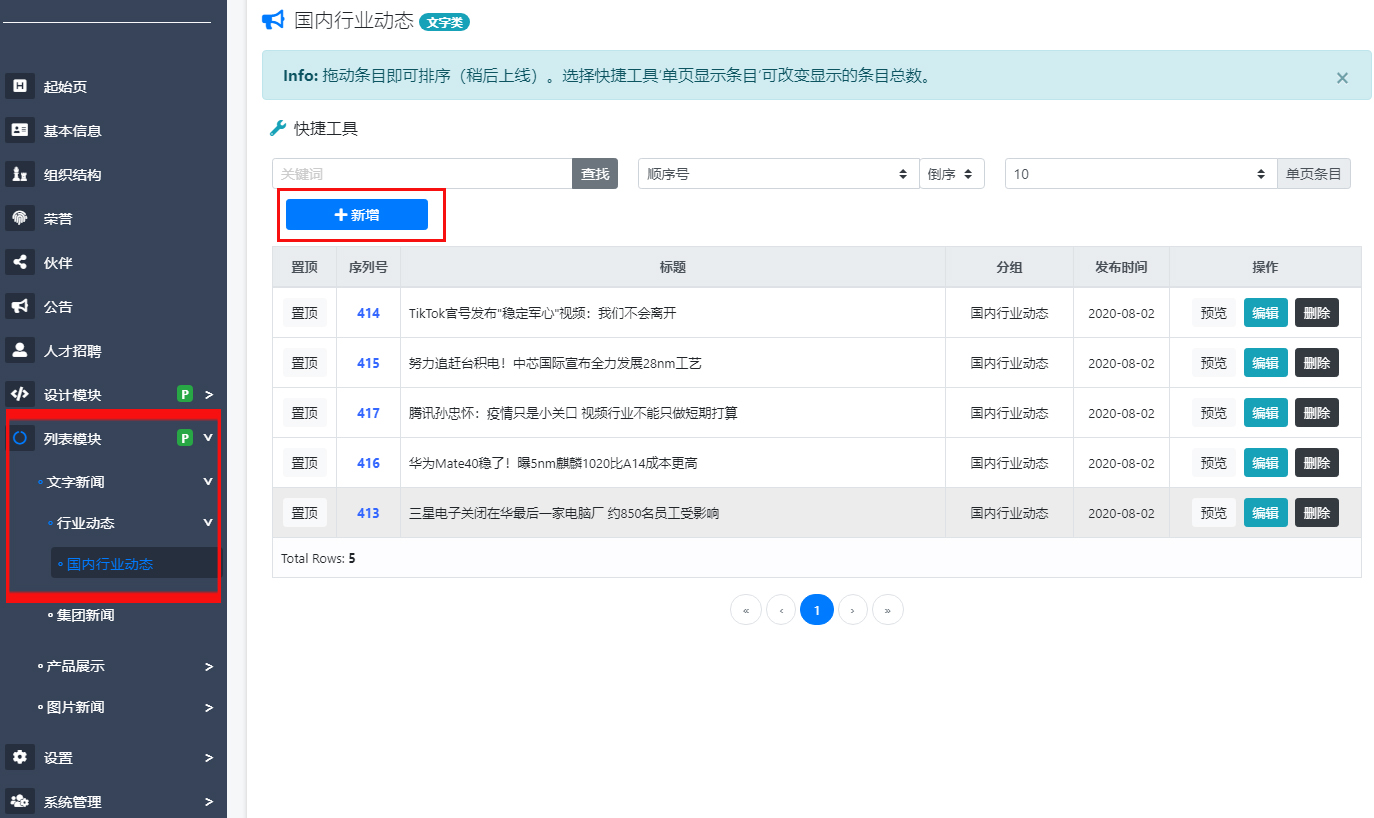 国内行业动态 文字类
Info: 拖动条目即可排序（稍后上线）。选择快捷工具'单页显示条目'可改变显示的条目总数。 ×
快捷工具
关键词 查找 顺序号 倒序 10 单页条目
新增
置顶 序列号 标题 分组 发布时间 操作
置顶 414 TikTok官号发布"稳定军心"视频：我们不会离开 国内行业动态 2020-08-02 预览 编辑 删除
置顶 415 努力追赶台积电！中芯国际宣布全力发展28nm工艺 国内行业动态 2020-08-02 预览 编辑 删除
置顶 417 腾讯孙忠怀：疫情只是小关口 视频行业不能只做短期打算 国内行业动态 2020-08-02 预览 编辑 删除
置顶 416 华为Mate40稳了！曝5nm麒麟1020比A14成本更高 国内行业动态 2020-08-02 预览 编辑 删除
置顶 413 三星电子关闭在华最后一家电脑厂 约850名员工受影响 国内行业动态 2020-08-02 预览 编辑 删除
Total Rows: 5
« ‹ 1 › »
起始页
基本信息
组织结构
荣誉
伙伴
公告
人才招聘
设计模块 P >
列表模块 P
文字新闻
行业动态
国内行业动态
集团新闻
产品展示 >
图片新闻 >
设置 >
系统管理 >